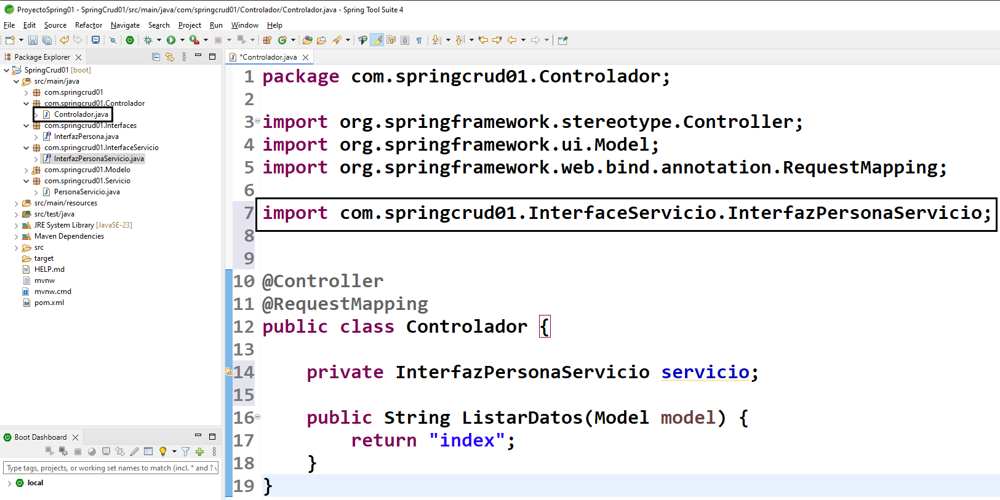 ProyectoSpring01 - SpringCrud01/src/main/java/com/springcrud01/Controlador/Controlador.java - Spring Tool Suite 4
File Edit Source Refactor Navigate Search Project Run Window Help
Package Explorer
SpringCrud01 [boot]
src/main/java
com.springcrud01
com.springcrud01.Controlador
Controlador.java
com.springcrud01.Interfaces
InterfazPersona.java
com.springcrud01.InterfaceServicio
InterfazPersonaServicio.java
com.springcrud01.Modelo
com.springcrud01.Servicio
PersonaServicio.java
src/main/resources
src/test/java
JRE System Library [JavaSE-23]
Maven Dependencies
src
target
HELP.md
mvnw
mvnw.cmd
pom.xml
Boot Dashboard
Type tags, projects, or working set names to match (incl. * and ?
local
*Controlador.java
1 package com.springcrud01.Controlador;
2
3 import org.springframework.stereotype.Controller;
4 import org.springframework.ui.Model;
5 import org.springframework.web.bind.annotation.RequestMapping;
6
7 import com.springcrud01.InterfaceServicio.InterfazPersonaServicio;
8
9
10 @Controller
11 @RequestMapping
12 public class Controlador {
13
14 private InterfazPersonaServicio servicio;
15
16 public String ListarDatos(Model model) {
17 return "index";
18 }
19 }